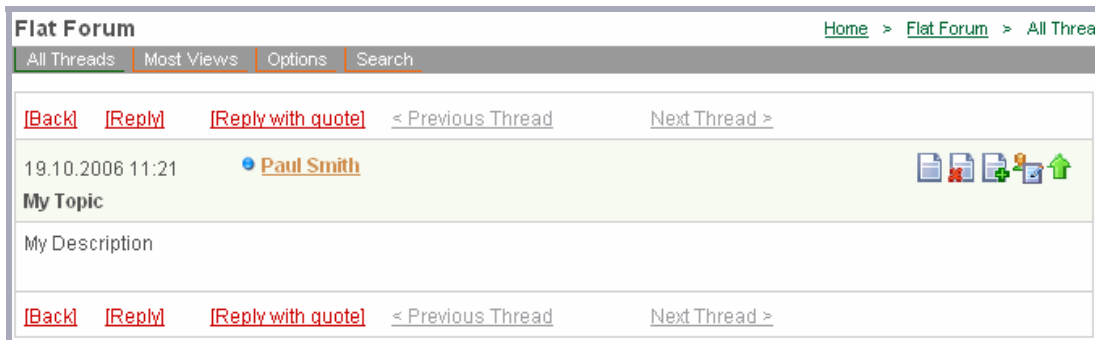 Flat Forum Home > Flat Forum > All Threa
All Threads Most Views Options Search
[Back] [Reply] [Reply with quote] < Previous Thread Next Thread >
19.10.2006 11:21 Paul Smith
My Topic
My Description
[Back] [Reply] [Reply with quote] < Previous Thread Next Thread >